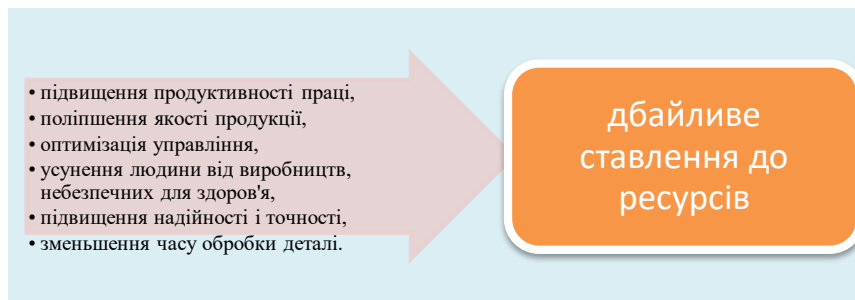 • підвищення продуктивності праці,
• поліпшення якості продукції,
• оптимізація управління,
• усунення людини від виробництв,
небезпечних для здоров'я,
• підвищення надійності і точності,
• зменьшення часу обробки деталі.
дбайливе
ставлення до
ресурсів